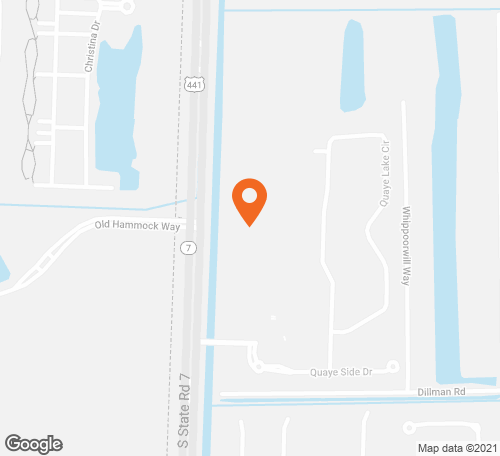 Christina Dr
441
Quaye Lake Cir
Whippoorwill Way
Old Hammock Way
7
Quaye Side Dr
S State Rd 7
Dillman Rd
Google
Map data ©2021